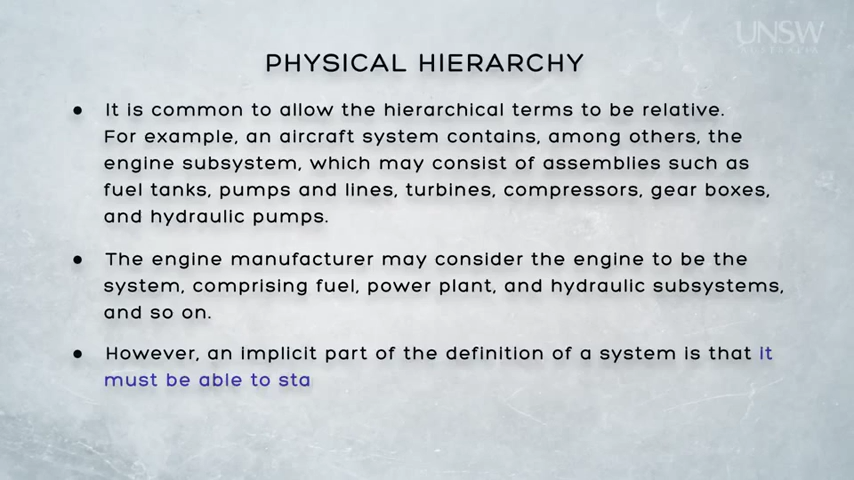 UNSW
AUSTRALIA
PHYSICAL HIERARCHY
● It is common to allow the hierarchical terms to be relative.
For example, an aircraft system contains, among others, the
engine subsystem, which may consist of assemblies such as
fuel tanks, pumps and lines, turbines, compressors, gear boxes,
and hydraulic pumps.
● The engine manufacturer may consider the engine to be the
system, comprising fuel, power plant, and hydraulic subsystems,
and so on.
● However, an implicit part of the definition of a system is that it
must be able to sta